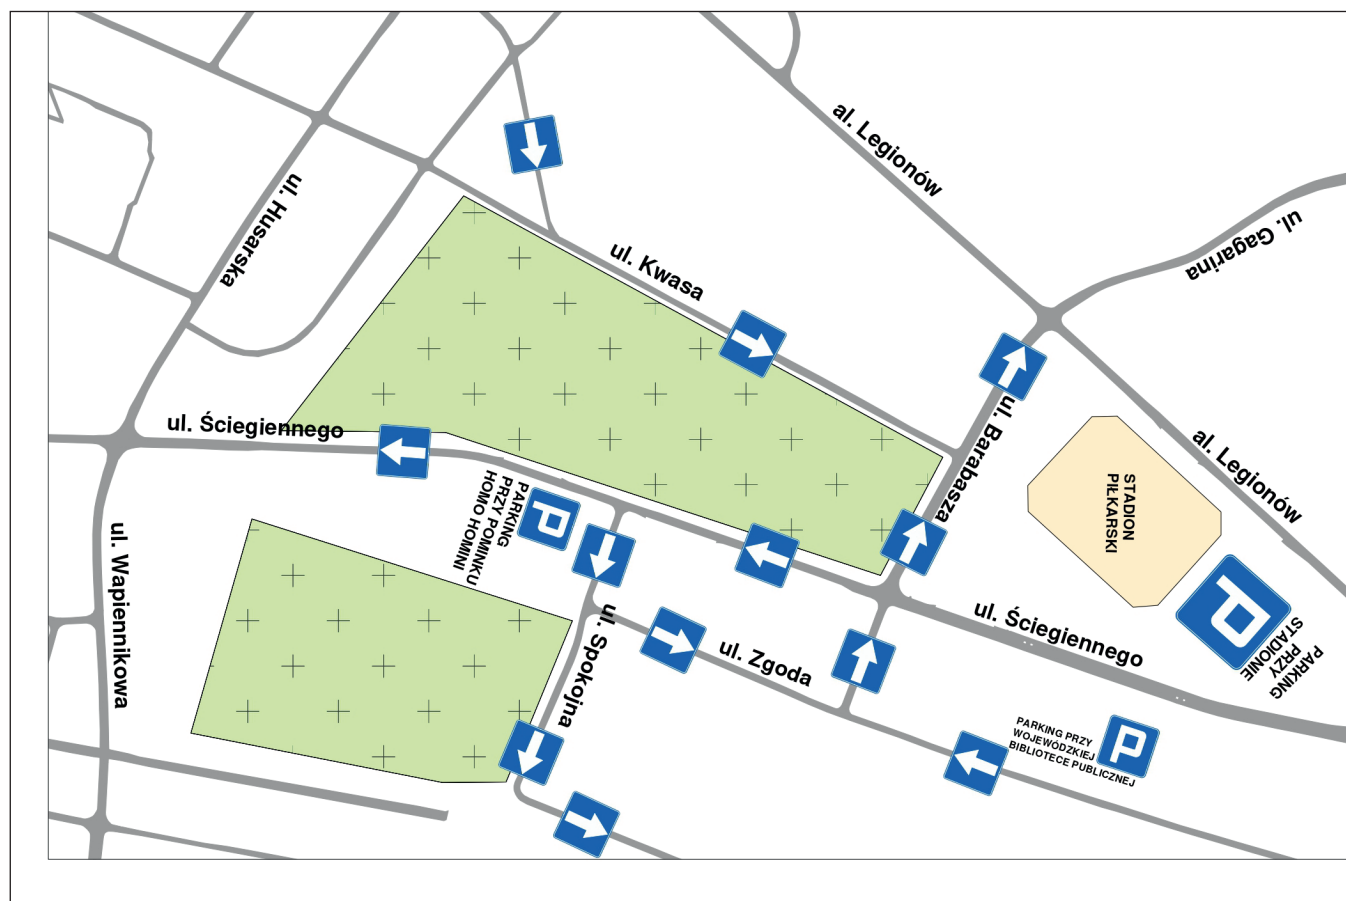 al. Legionów
ul. Gagarina
ul. Husarska
ul. Kwasa
ul. Ściegiennego
ul. Barabasza
al. Legionów
STADION
PIŁKARSKI
P
PARKING
PRZY POMINKU
HOMO HOMINI
ul. Wapiennikowa
ul. Spokojna
ul. Zgoda
ul. Ściegiennego
P
PARKING
PRZY
STADIONIE
PARKING PRZY
WOJEWÓDZKIEJ
BIBLIOTECE PUBLICZNEJ
P